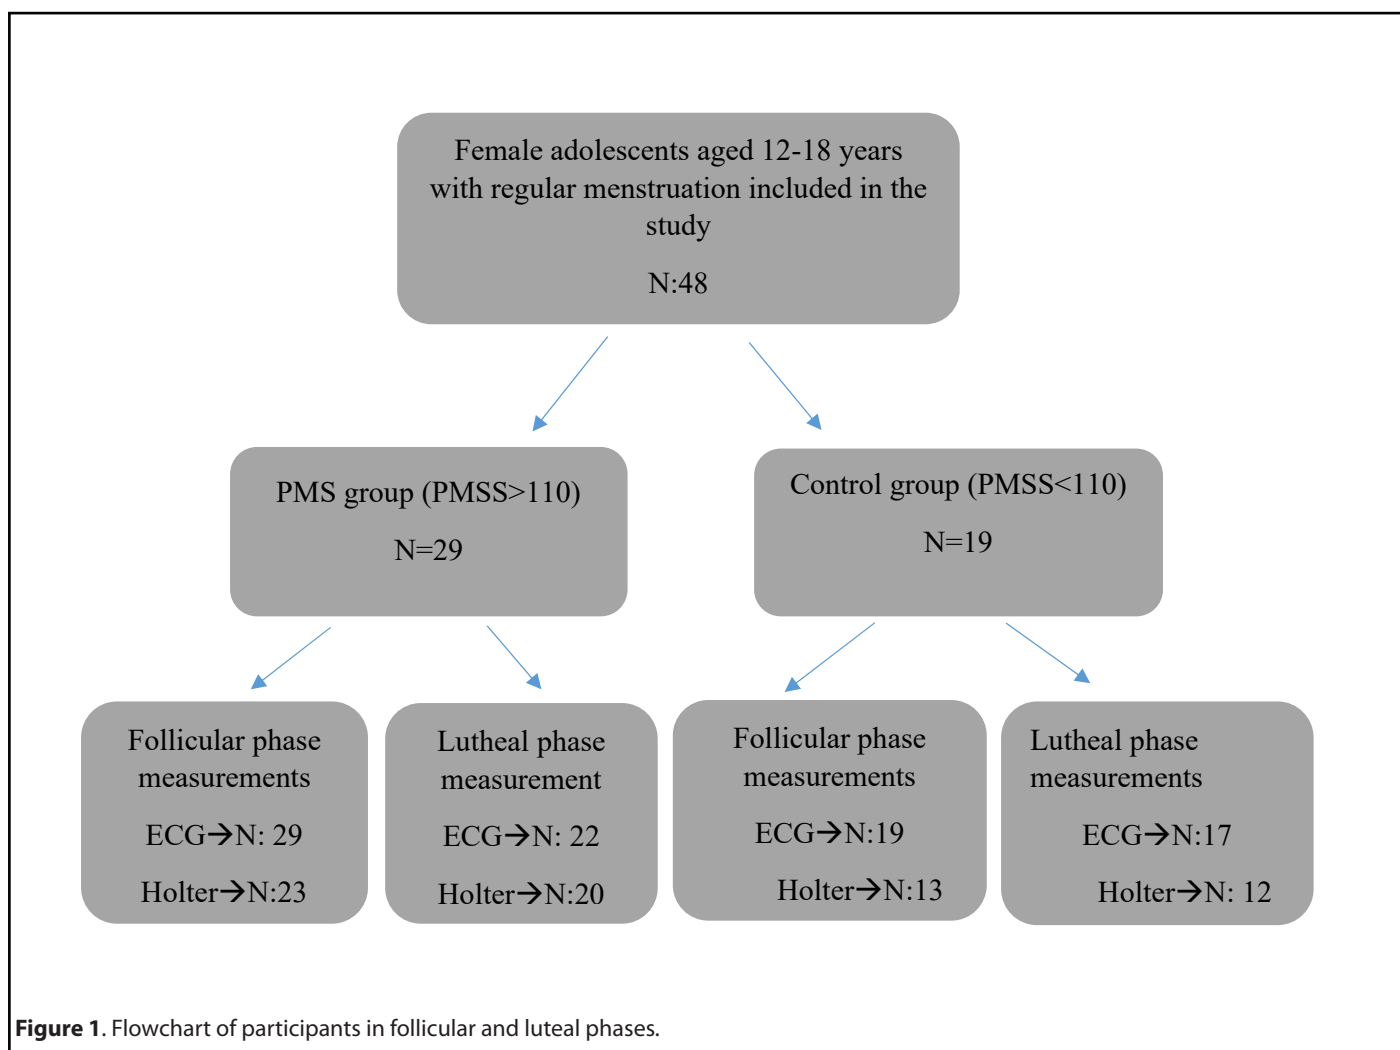 Female adolescents aged 12-18 years
with regular menstruation included in the
study
N:48
PMS group (PMSS>110)
N=29
Control group (PMSS<110)
N=19
Follicular phase
measurements
ECG→N: 29
Holter→N:23
Lutheal phase
measurement
ECG→N: 22
Holter→N:20
Follicular phase
measurements
ECG→N:19
Holter→N:13
Lutheal phase
measurements
ECG→N:17
Holter→N: 12
Figure 1. Flowchart of participants in follicular and luteal phases.